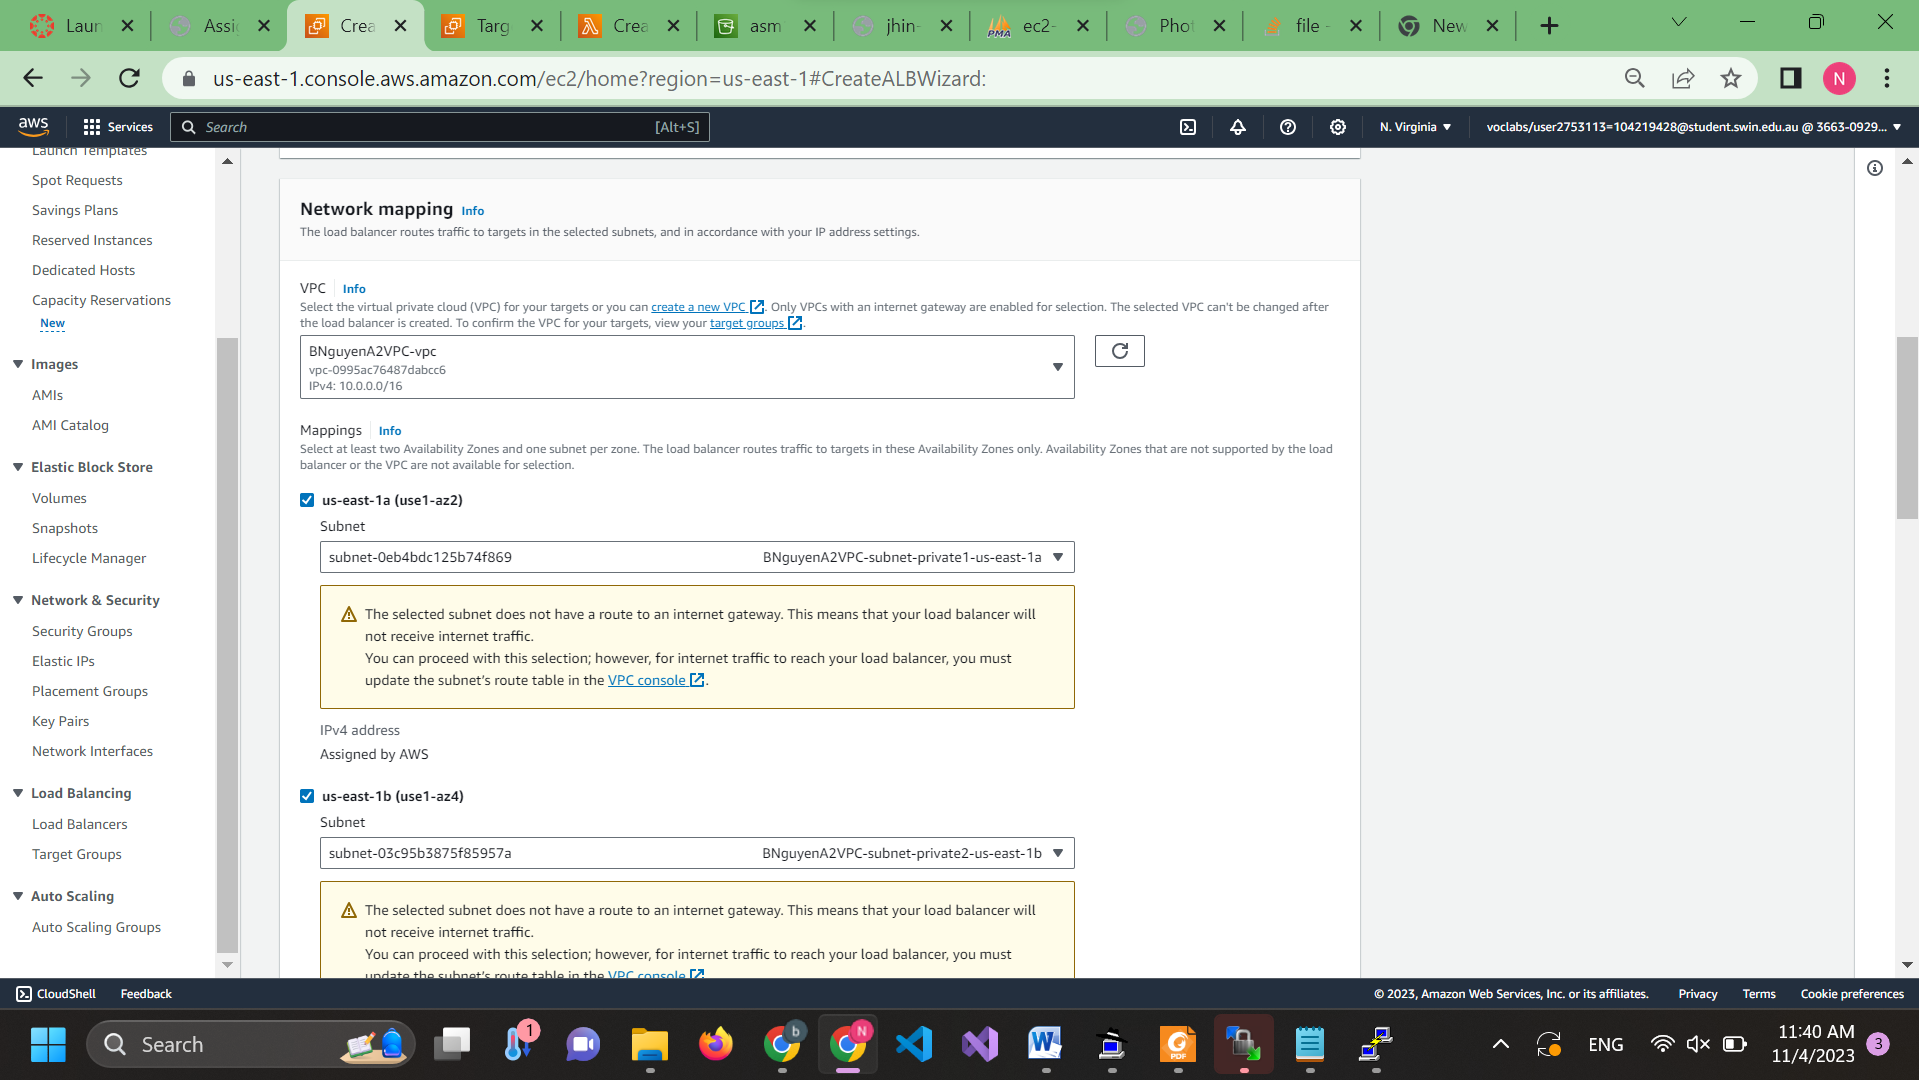 Laun
Assi
Crea
Targ
Crea
asm
jhin-
ec2-
Phot
file -
New
us-east-1.console.aws.amazon.com/ec2/home?region=us-east-1#CreateALBWizard:
N
aws
Services
Search
[Alt+S]
N. Virginia
voclabs/user2753113=104219428@student.swin.edu.au @ 3663-0929...
Launch Templates
Spot Requests
Savings Plans
Reserved Instances
Dedicated Hosts
Capacity Reservations
New
Images
AMIs
AMI Catalog
Elastic Block Store
Volumes
Snapshots
Lifecycle Manager
Network & Security
Security Groups
Elastic IPs
Placement Groups
Key Pairs
Network Interfaces
Load Balancing
Load Balancers
Target Groups
Auto Scaling
Auto Scaling Groups
Network mapping Info
The load balancer routes traffic to targets in the selected subnets, and in accordance with your IP address settings.
VPC Info
Select the virtual private cloud (VPC) for your targets or you can create a new VPC. Only VPCs with an internet gateway are enabled for selection. The selected VPC can't be changed after
the load balancer is created. To confirm the VPC for your targets, view your target groups.
BNguyenA2VPC-vpc
vpc-0995ac76487dabcc6
IPv4: 10.0.0.0/16
Mappings Info
Select at least two Availability Zones and one subnet per zone. The load balancer routes traffic to targets in these Availability Zones only. Availability Zones that are not supported by the load
balancer or the VPC are not available for selection.
us-east-1a (use1-az2)
Subnet
subnet-0eb4bdc125b74f869 BNguyenA2VPC-subnet-private1-us-east-1a
The selected subnet does not have a route to an internet gateway. This means that your load balancer will
not receive internet traffic.
You can proceed with this selection; however, for internet traffic to reach your load balancer, you must
update the subnet's route table in the VPC console.
IPv4 address
Assigned by AWS
us-east-1b (use1-az4)
Subnet
subnet-03c95b3875f85957a BNguyenA2VPC-subnet-private2-us-east-1b
The selected subnet does not have a route to an internet gateway. This means that your load balancer will
not receive internet traffic.
You can proceed with this selection; however, for internet traffic to reach your load balancer, you must
update the subnet's route table in the VPC console
CloudShell
Feedback
© 2023, Amazon Web Services, Inc. or its affiliates.
Privacy
Terms
Cookie preferences
Search
1
b
N
ENG
11:40 AM
11/4/2023
3